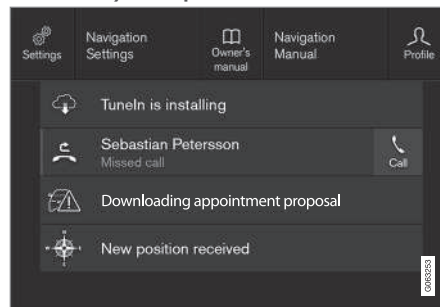 Settings
Navigation
Settings
Owner's
manual
Navigation
Manual
Profile
TuneIn is installing
Sebastian Petersson
Missed call
Call
Downloading appointment proposal
New position received
G063253